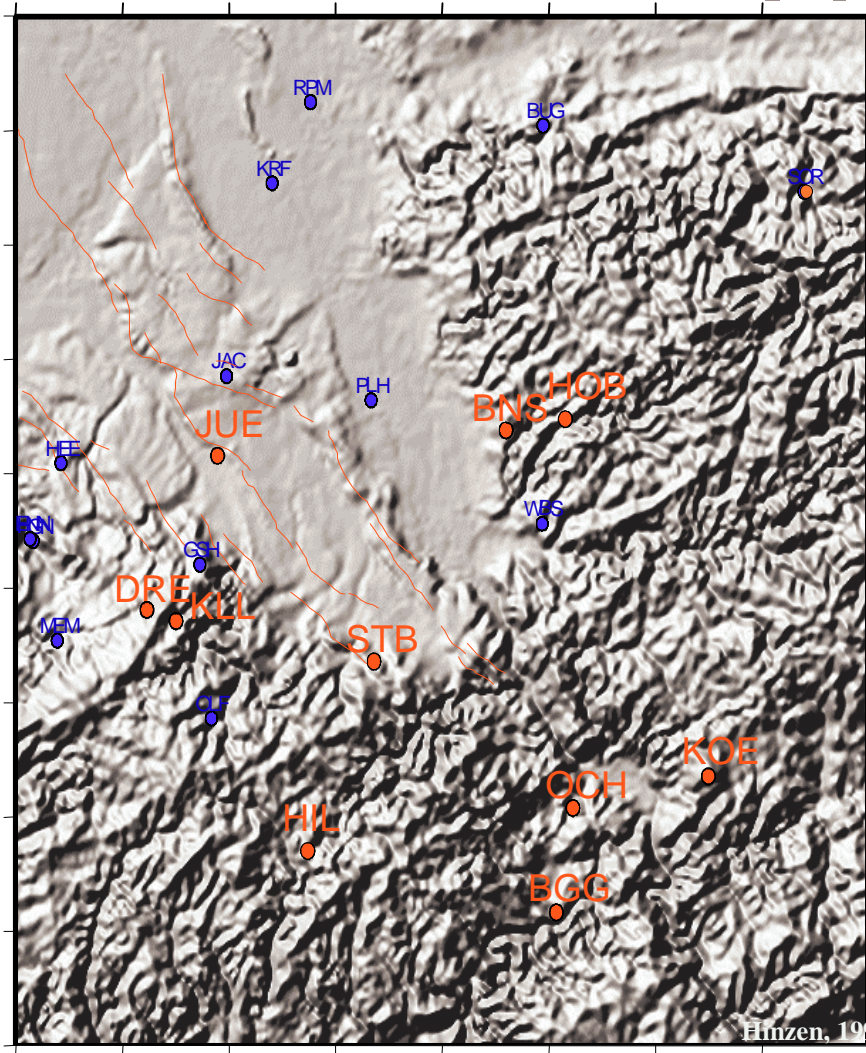 RPM
BUG
KRF
SOR
JAC
PLH
HOB
BNS
JUE
HEE
WBS
GSH
DRE
KLL
MEM
STB
OLF
KOE
OCH
HIL
BGG
Hinzen, 19